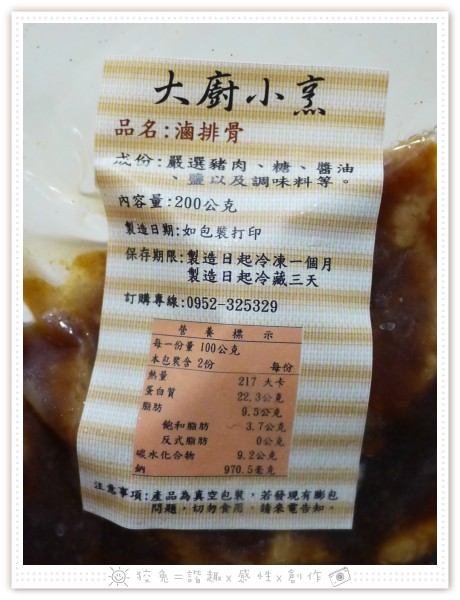 大廚小烹
品名:滷排骨
成份:嚴選豬肉、糖、醬油
、鹽以及調味料等。
內容量:200公克
製造日期:如包裝打印
保存期限:製造日起冷凍一個月
製造日起冷藏三天
訂購專線:0952-325329
營養標示
每一份量 100公克
本包裝含 2份 每份
熱量 217 大卡
蛋白質 22.3公克
脂肪 9.5公克
飽和脂肪 3.7公克
反式脂肪 0公克
碳水化合物 9.2公克
鈉 970.5毫克
注意事項:產品為真空包裝,若發現有膨包
問題,切勿食用,請來電告知。
狡兔=諧趣x感性x創作